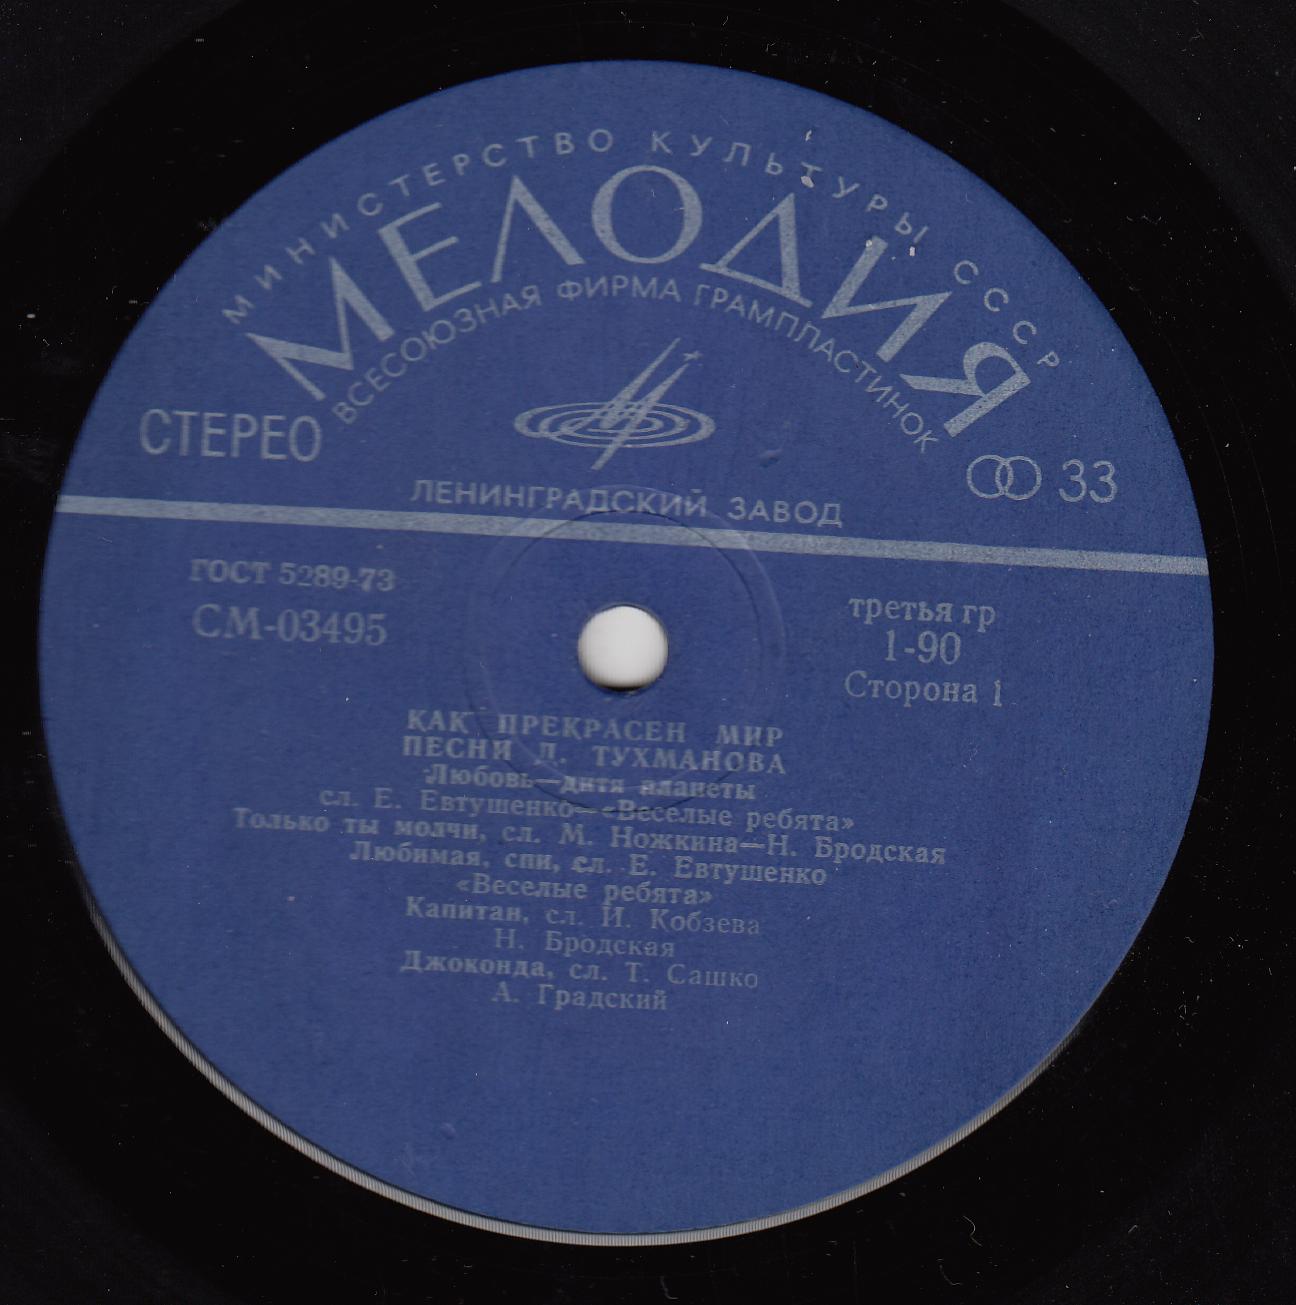 МИНИСТЕРСТВО КУЛЬТУРЫ СССР
МЕЛОДИЯ
ВСЕСОЮЗНАЯ ФИРМА ГРАМПЛАСТИНОК
СТЕРЕО
33
ЛЕНИНГРАДСКИЙ ЗАВОД
ГОСТ 5289-73
СМ-03495
третья гр
1-90
Сторона 1
КАК ПРЕКРАСЕН МИР
ПЕСНИ Д. ТУХМАНОВА
Любовь—дитя планеты
сл. Е. Евтушенко—«Веселые ребята»
Только ты молчи, сл. М. Ножкина—Н. Бродская
Любимая, спи, сл. Е. Евтушенко
«Веселые ребята»
Капитан, сл. И. Кобзева
Н. Бродская
Джоконда, сл. Т. Сашко
А. Градский